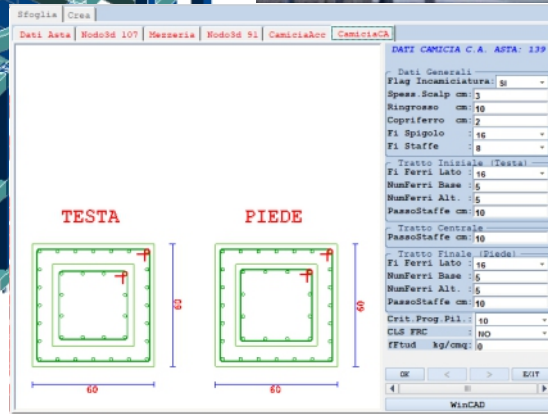 Sfoglia Crea
Dati Asta Nodo3d 107 Mezzeria Nodo3d 91 CamiciaAcc CamiciaCA
DATI CAMICIA C.A. ASTA: 139
Dati Generali
Flag Incamiciatura: SI
Spess.Scalp cm: 3
Ringrosso cm: 10
Copriferro cm: 2
Fi Spigolo : 16
Fi Staffe : 8
Tratto Iniziale (Testa)
Fi Ferri Lato : 16
NumFerri Base : 5
NumFerri Alt. : 5
PassoStaffe cm: 10
Tratto Centrale
PassoStaffe cm: 10
Tratto Finale (Piede)
Fi Ferri Lato : 16
NumFerri Base : 5
NumFerri Alt. : 5
PassoStaffe cm: 10
Crit.Prog.Pil.: 10
CLS FRC : NO
fFtud kg/cmq: 0
OK < > EXIT
WinCAD
TESTA PIEDE
60 60
60 60